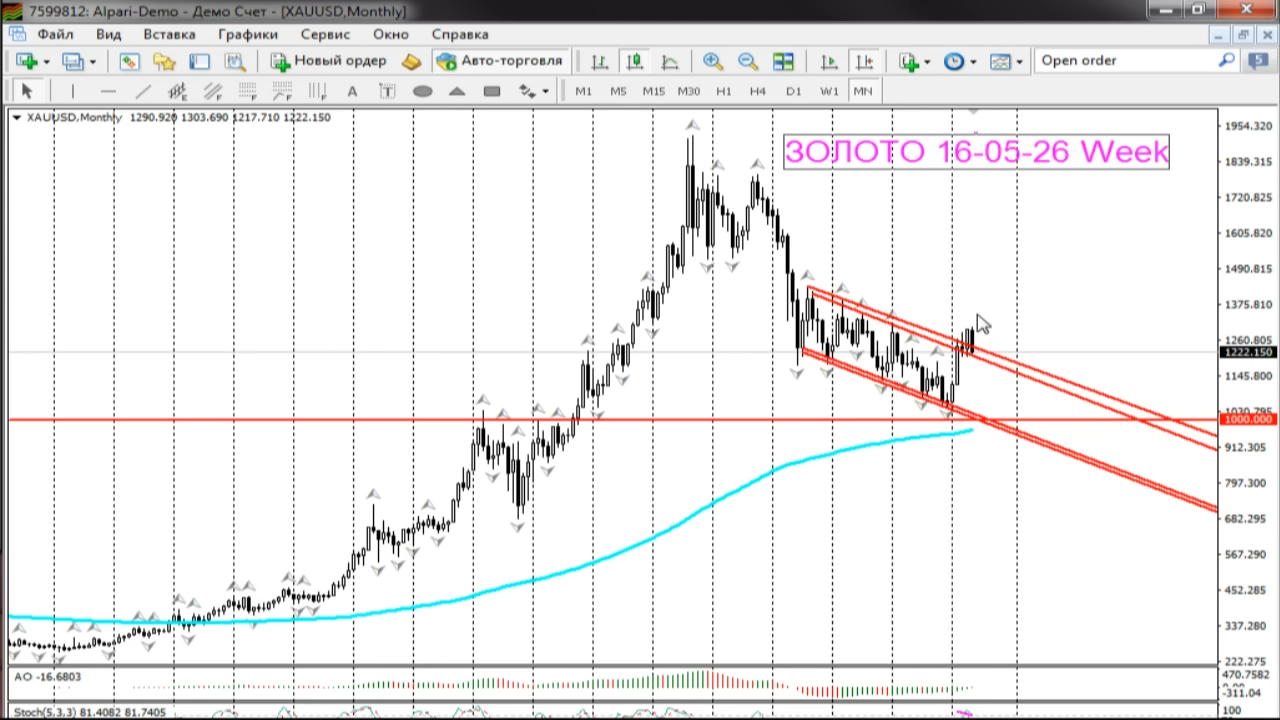 7599812: Alpari-Demo - Демо Счет - [XAUUSD,Monthly]
Файл Вид Вставка Графики Сервис Окно Справка
Новый ордер Авто-торговля Open order 5
A T M1 M5 M15 M30 H1 H4 D1 W1 MN
XAUUSD,Monthly 1290.920 1303.690 1217.710 1222.150
ЗОЛОТО 16-05-26 Week
1954.320
1839.315
1720.825
1605.820
1490.815
1375.810
1260.805
1222.150
1145.800
1030.795
1000.000
912.305
797.300
682.295
567.290
452.285
337.280
222.275
AO -16.6803
470.7582
-311.04
Stoch(5,3,3) 81.4082 81.7405
100